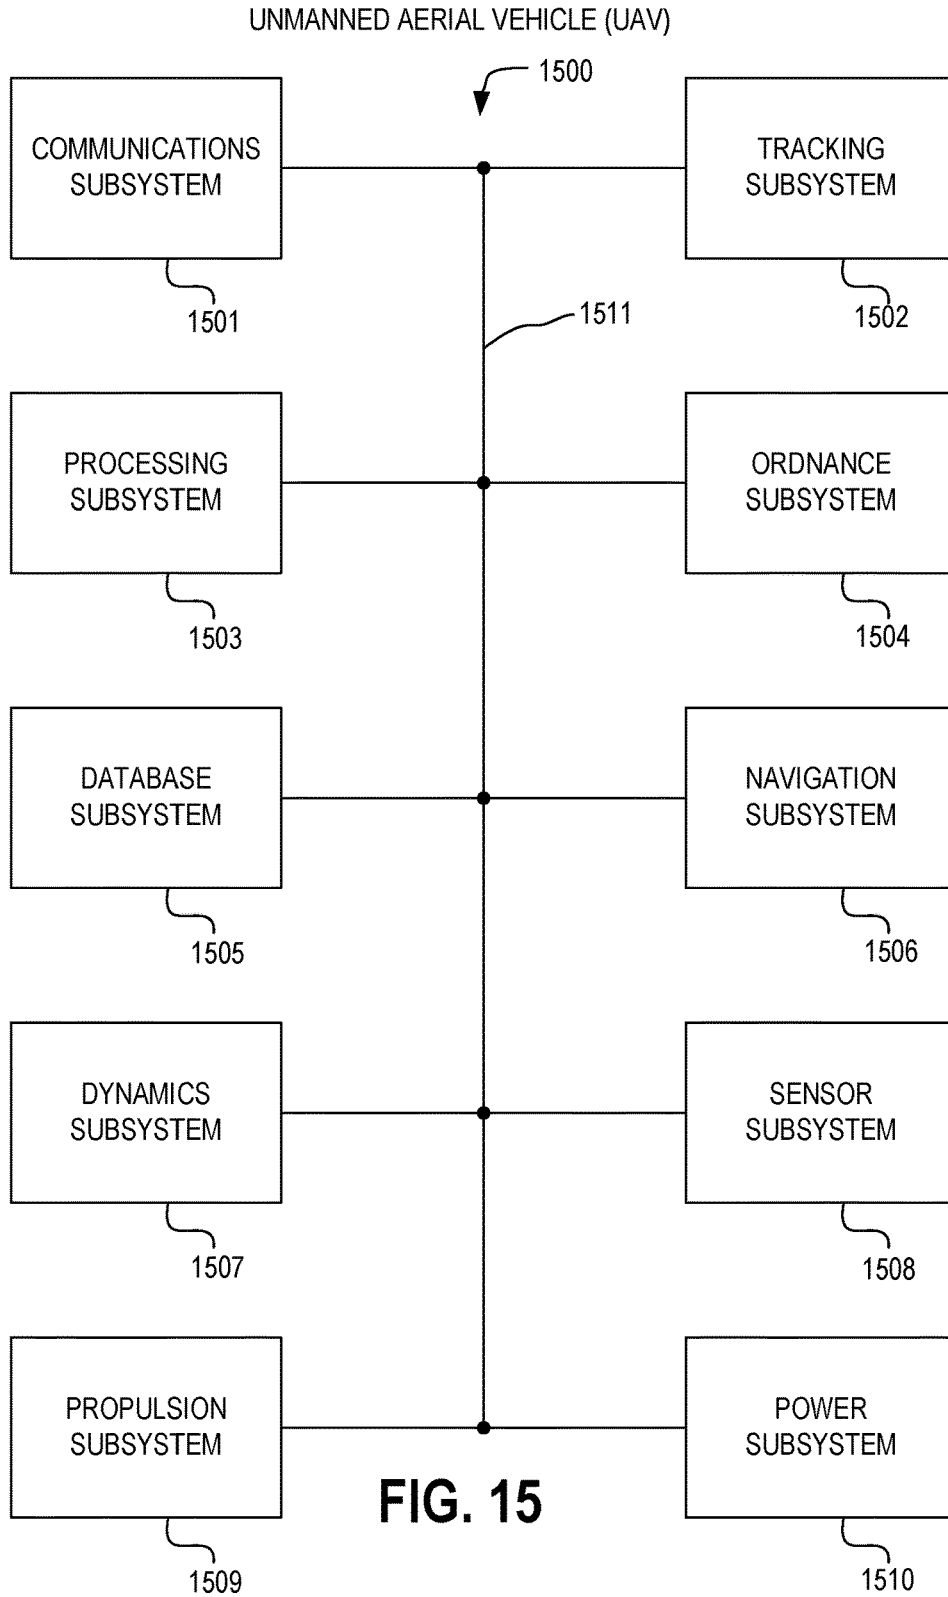 UNMANNED AERIAL VEHICLE (UAV)
1500
COMMUNICATIONS
SUBSYSTEM
1501
TRACKING
SUBSYSTEM
1502
1511
PROCESSING
SUBSYSTEM
1503
ORDNANCE
SUBSYSTEM
1504
DATABASE
SUBSYSTEM
1505
NAVIGATION
SUBSYSTEM
1506
DYNAMICS
SUBSYSTEM
1507
SENSOR
SUBSYSTEM
1508
PROPULSION
SUBSYSTEM
1509
POWER
SUBSYSTEM
1510
FIG. 15